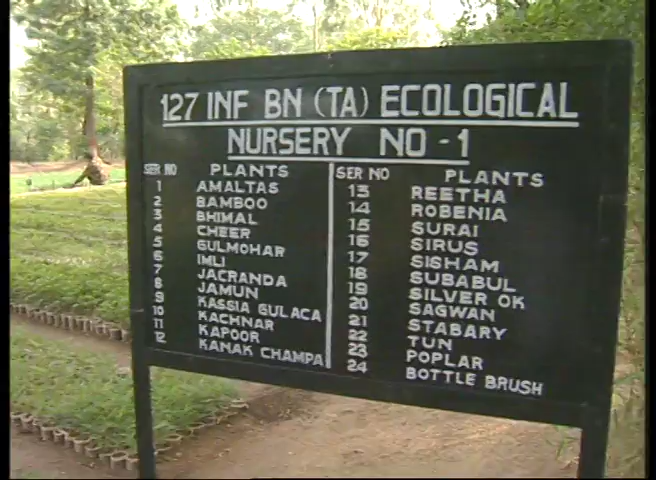 127 INF BN (TA) ECOLOGICAL
NURSERY NO - 1
SER NO PLANTS
1 AMALTAS
2 BAMBOO
3 BHIMAL
4 CHEER
5 GULMOHAR
6 IMLI
7 JACRANDA
8 JAMUN
9 KASSIA GULACA
10 KACHNAR
11 KAPOOR
12 KANAK CHAMPA
SER NO PLANTS
13 REETHA
14 ROBENIA
15 SURAI
16 SIRUS
17 SISHAM
18 SUBABUL
19 SILVER OK
20 SAGWAN
21 STABARY
22 TUN
23 POPLAR
24 BOTTLE BRUSH